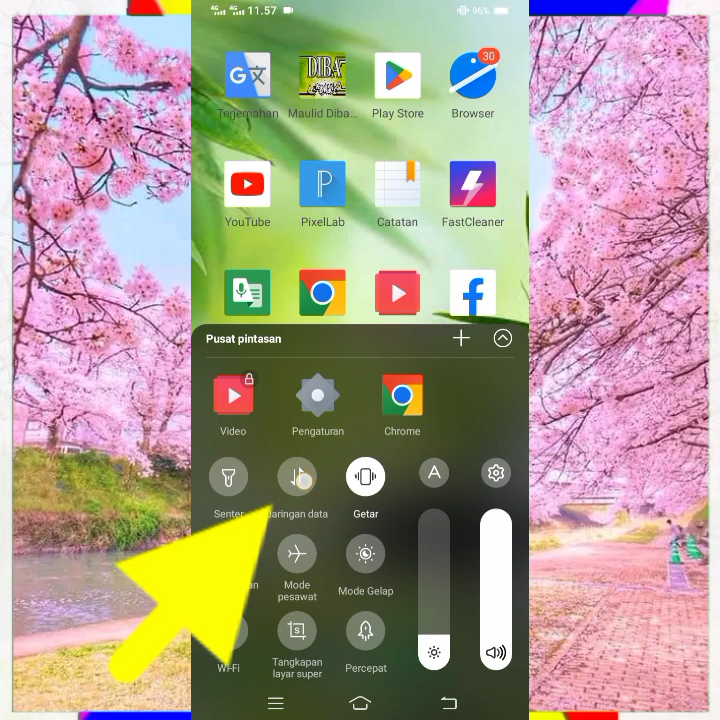 4G 4G 11.57 96%
30
Terjemahan Maulid Diba... Play Store Browser
DIBA
YouTube PixelLab Catatan FastCleaner
Pusat pintasan
Video Pengaturan Chrome
A
Senter Jaringan data Getar
Mode
pesawat
Mode Gelap
S
Wi-Fi
Tangkapan
layar super
Percepat